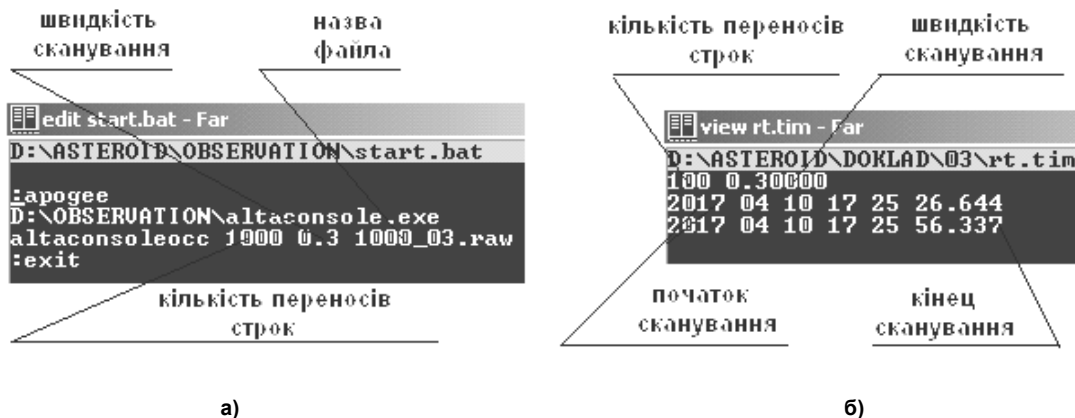 швидкість
сканування
назва
файла
edit start.bat - Far
D:\ASTEROID\OBSERVATION\start.bat
:apogee
D:\OBSERVATION\altaconsole.exe
altaconsoleocc 1000 0.3 1000_03.raw
:exit
кількість переносів
строк
а)
кількість переносів
строк
швидкість
сканування
view rt.tim - Far
D:\ASTEROID\DOKLAD\03\rt.tim
100 0.30000
2017 04 10 17 25 26.644
2017 04 10 17 25 56.337
початок
сканування
кінец
сканування
б)